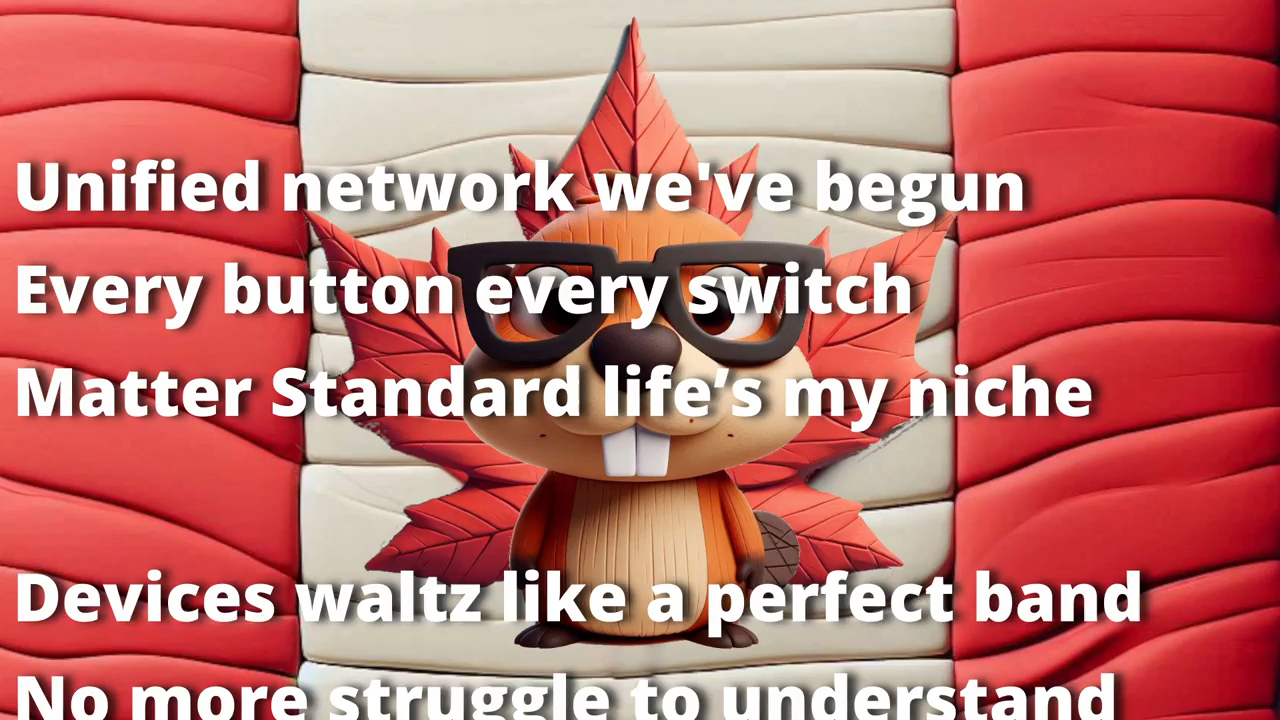 Unified network we've begun
Every button every switch
Matter Standard life’s my niche
Devices waltz like a perfect band
No more struggle to understand